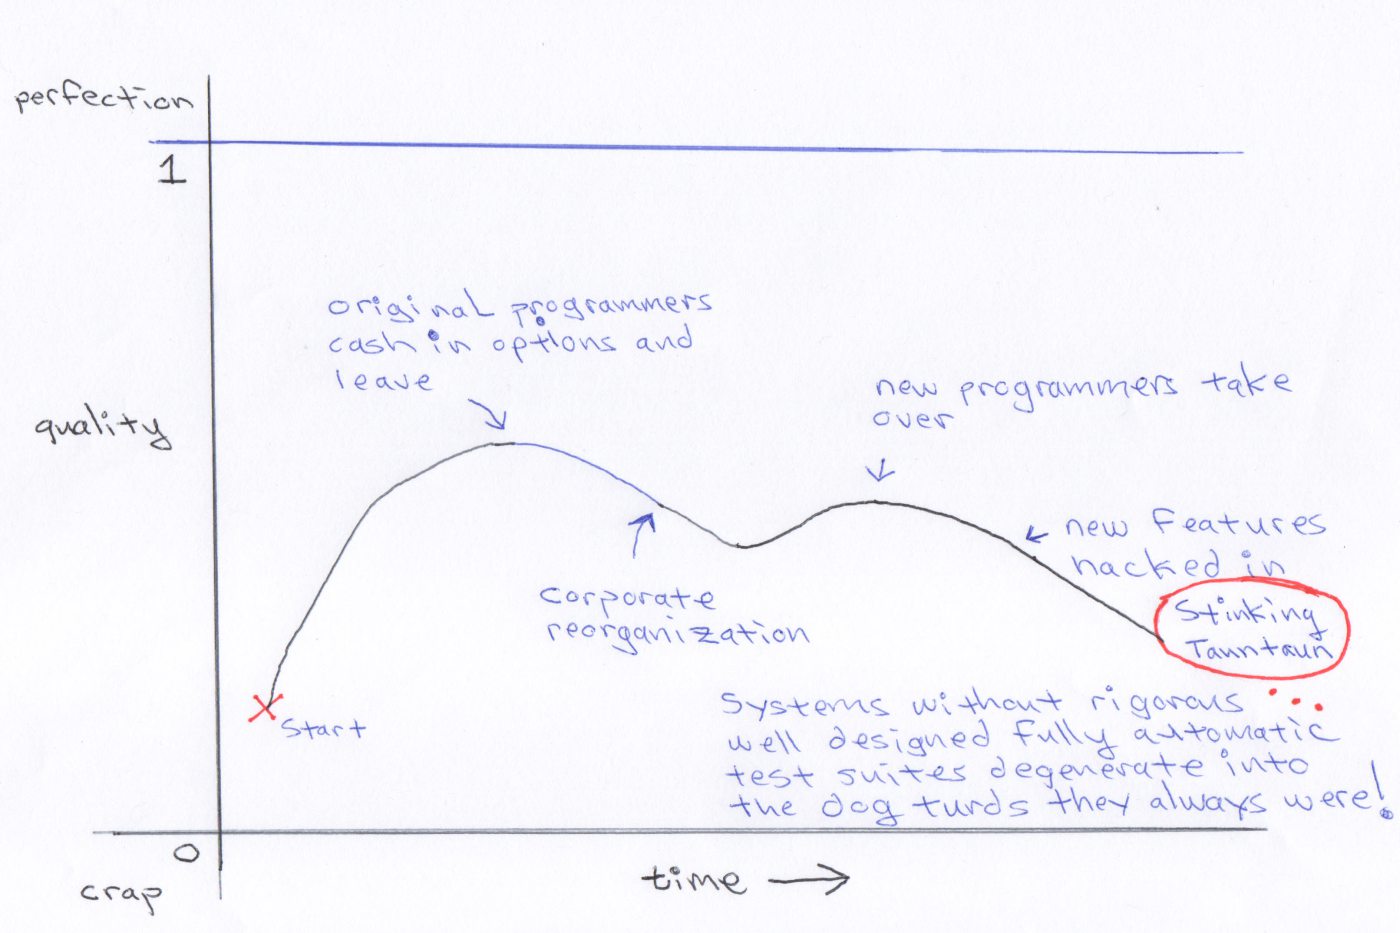 perfection
1
original programmers
cash in options and
leave
quality
new programmers take
over
new features
hacked in
corporate
reorganization
Stinking
Tauntaun
Start
Systems without rigorous
well designed fully automatic
test suites degenerate into
the dog turds they always were!
0
crap
time